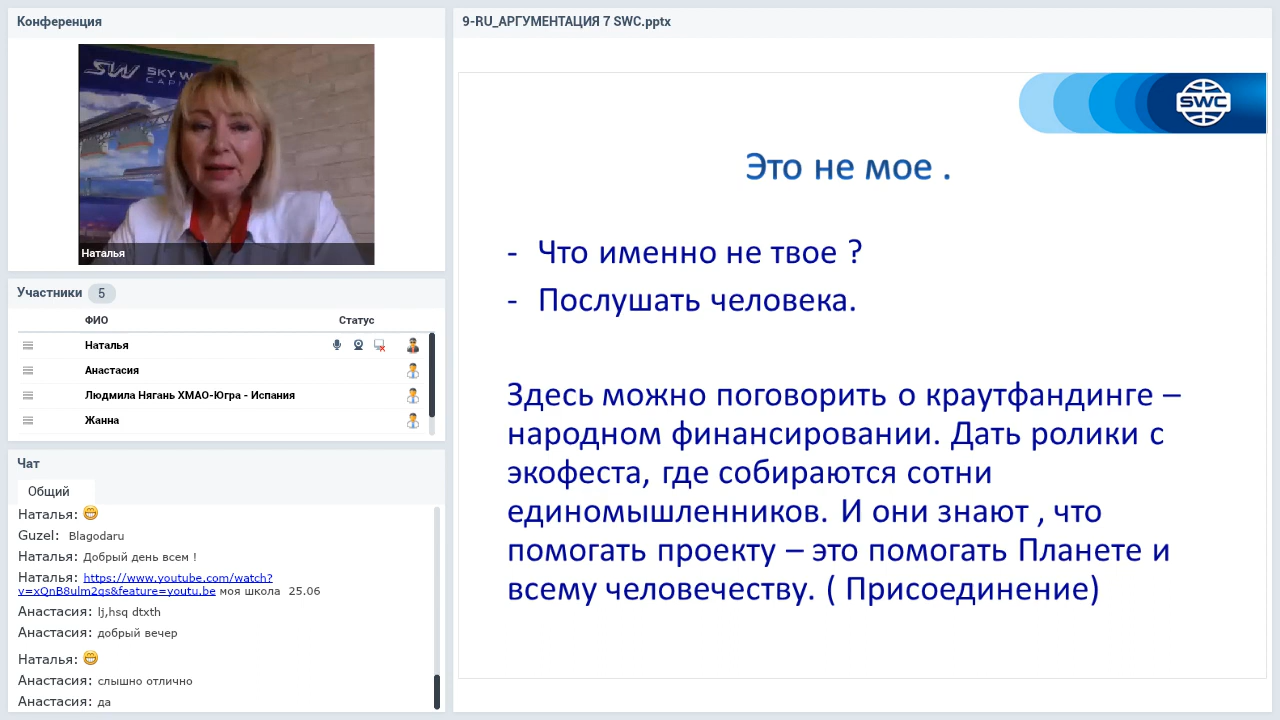 Конференция
SW SKY W
CAPI
Наталья
Участники 5
ФИО Статус
Наталья
Анастасия
Людмила Нягань ХМАО-Югра - Испания
Жанна
Чат
Общий
Наталья:
Guzel: Blagodaru
Наталья: Добрый день всем !
Наталья: https://www.youtube.com/watch?
v=xQnB8ulm2qs&feature=youtu.be моя школа 25.06
Анастасия: lj,hsq dtxth
Анастасия: добрый вечер
Наталья:
Анастасия: слышно отлично
Анастасия: да
9-RU_АРГУМЕНТАЦИЯ 7 SWC.pptx
SWC
Это не мое .
- Что именно не твое ?
- Послушать человека.
Здесь можно поговорить о краутфандинге –
народном финансировании. Дать ролики с
экофеста, где собираются сотни
единомышленников. И они знают , что
помогать проекту – это помогать Планете и
всему человечеству. ( Присоединение)